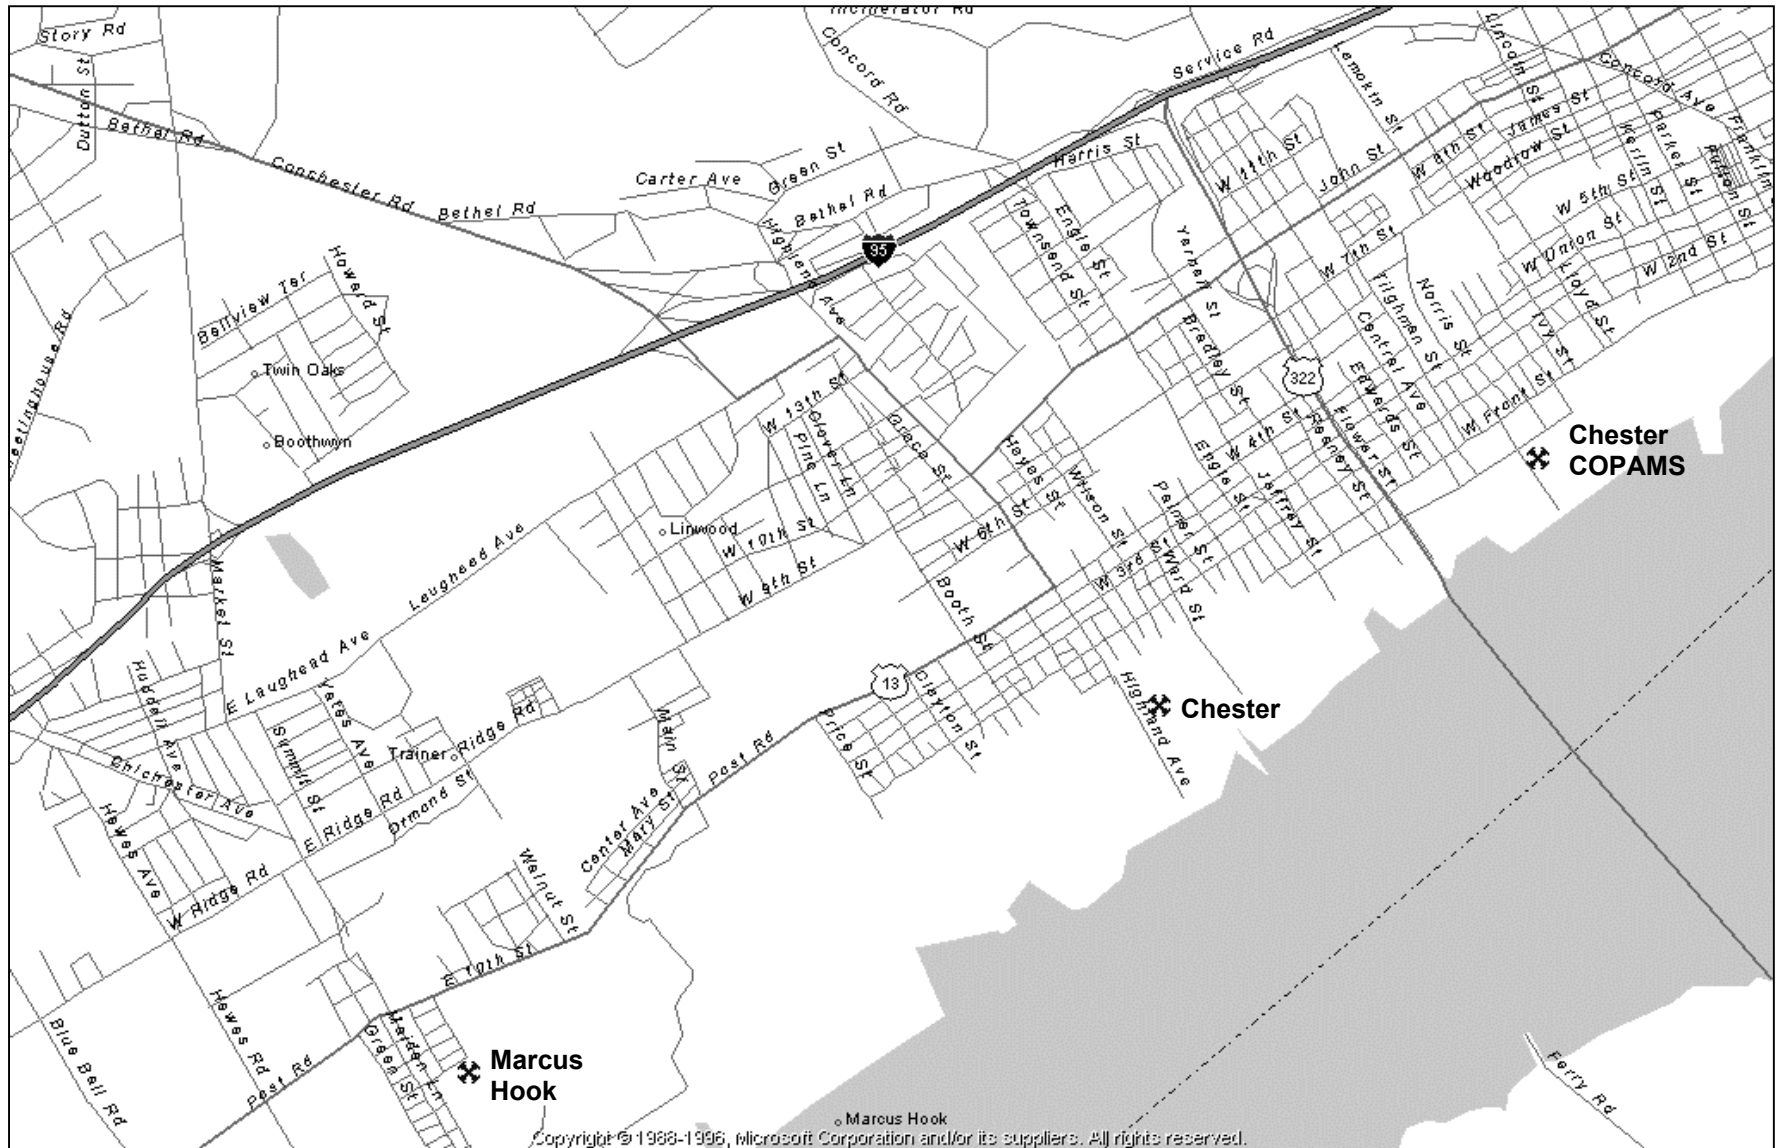 Story Rd
Incinerator Rd
Concord Rd
Service Rd
Lincoln St
Lemokin St
Concord Ave
Dutton St
Bethel Rd
Conchester Rd
Bethel Rd
Carter Ave
Green St
Bethel Rd
Harris St
W 11th St
John St
W 8th St
James St
Woodrow St
Kerlin St
Parker St
Franklin
Fulton St
W 5th St
W Union St
W 2nd St
Highland
Ave
95
Townsend St
Engle St
Yarnell St
W 7th St
Tilghman St
Norris St
Lloyd St
Ivy St
Howard St
Bellview Ter
Twin Oaks
Boothwyn
Bradley St
322
Central Ave
Edwards St
W Front St
Flower St
Reaney St
W 4th St
Engle St
Jeffrey St
Chester
COPAMS
W 13th St
Glover Ln
Pine Ln
Grace St
Hayes St
Wilson St
Palmer St
Ward St
W 6th St
W 3rd St
Linwood
W 10th St
W 9th St
Laugheed Ave
Market St
Booth St
E Laughead Ave
Huddell Ave
Yates Ave
Summit St
Trainer
Ridge Rd
13
Clayton St
Price St
Highland Ave
Chester
Main St
Post Rd
Chichester Ave
E Ridge Rd
Ormond St
Hewes Ave
W Ridge Rd
Center Ave
Mary St
Walnut St
E 10th St
Hewes Rd
Blue Ball Rd
Post Rd
Green St
Maiden Ln
Marcus
Hook
Ferry Rd
Marcus Hook
Copyright © 1988-1996, Microsoft Corporation and/or its suppliers. All rights reserved.